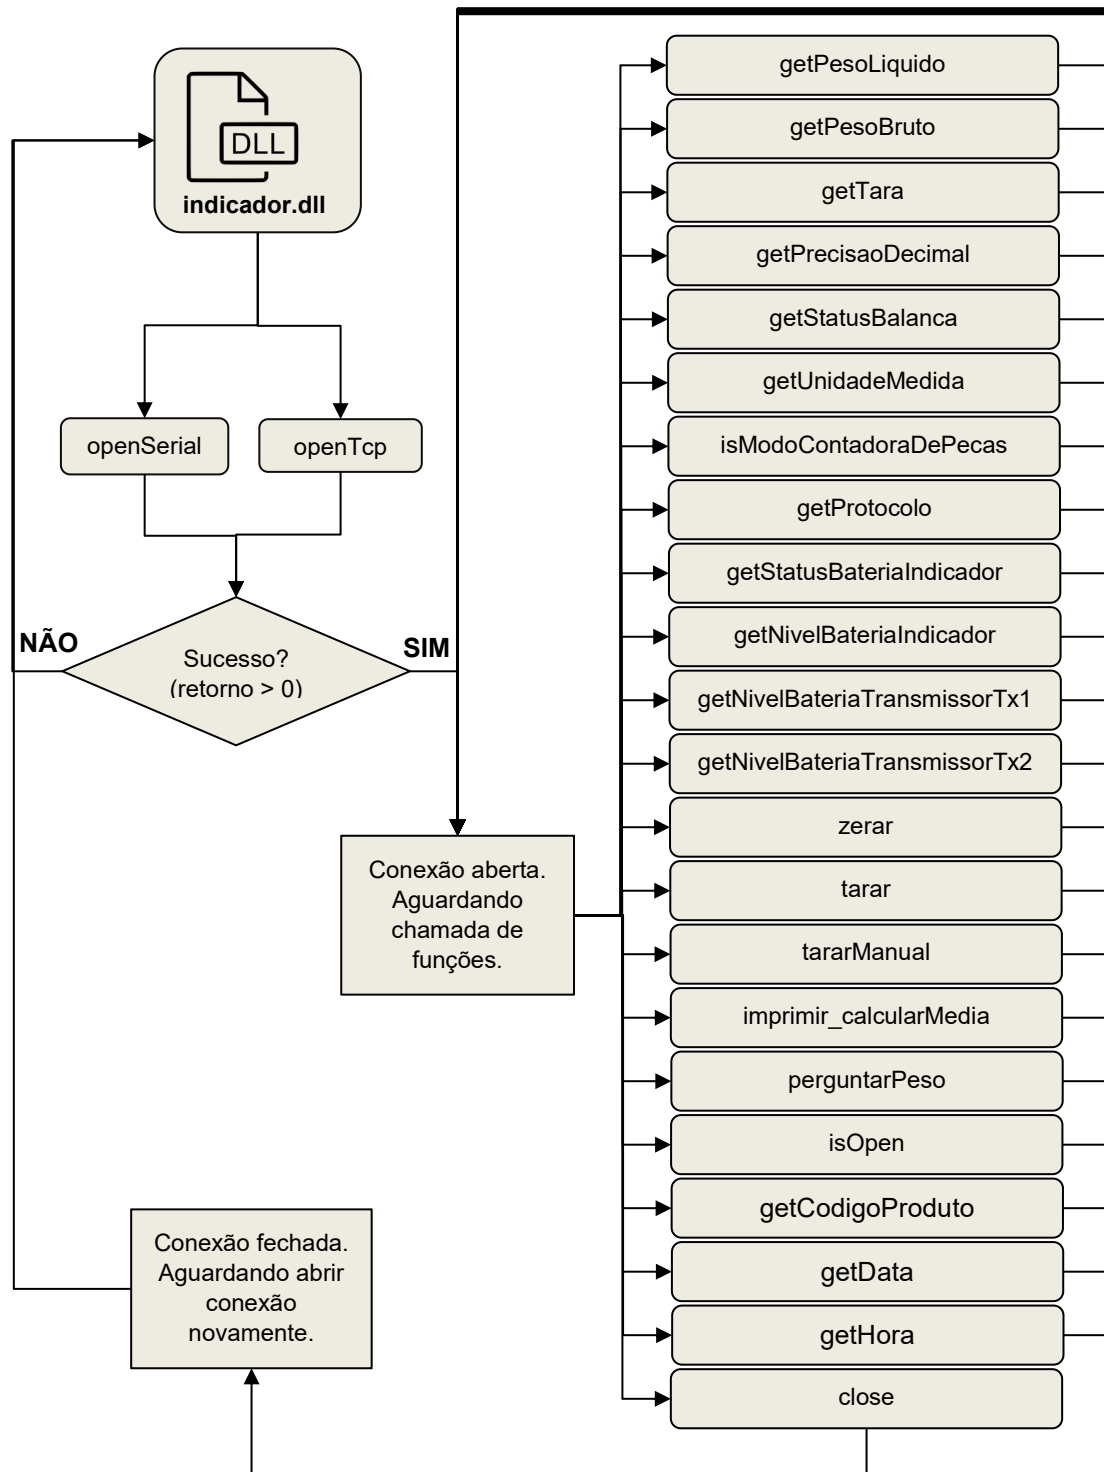 DLL
indicador.dll
openSerial
openTcp
NÃO
SIM
Sucesso?
(retorno > 0)
Conexão aberta.
Aguardando
chamada de
funções.
Conexão fechada.
Aguardando abrir
conexão
novamente.
getPesoLiquido
getPesoBruto
getTara
getPrecisaoDecimal
getStatusBalanca
getUnidadeMedida
isModoContadoraDePecas
getProtocolo
getStatusBateriaIndicador
getNivelBateriaIndicador
getNivelBateriaTransmissorTx1
getNivelBateriaTransmissorTx2
zerar
tarar
tararManual
imprimir_calcularMedia
perguntarPeso
isOpen
getCodigoProduto
getData
getHora
close